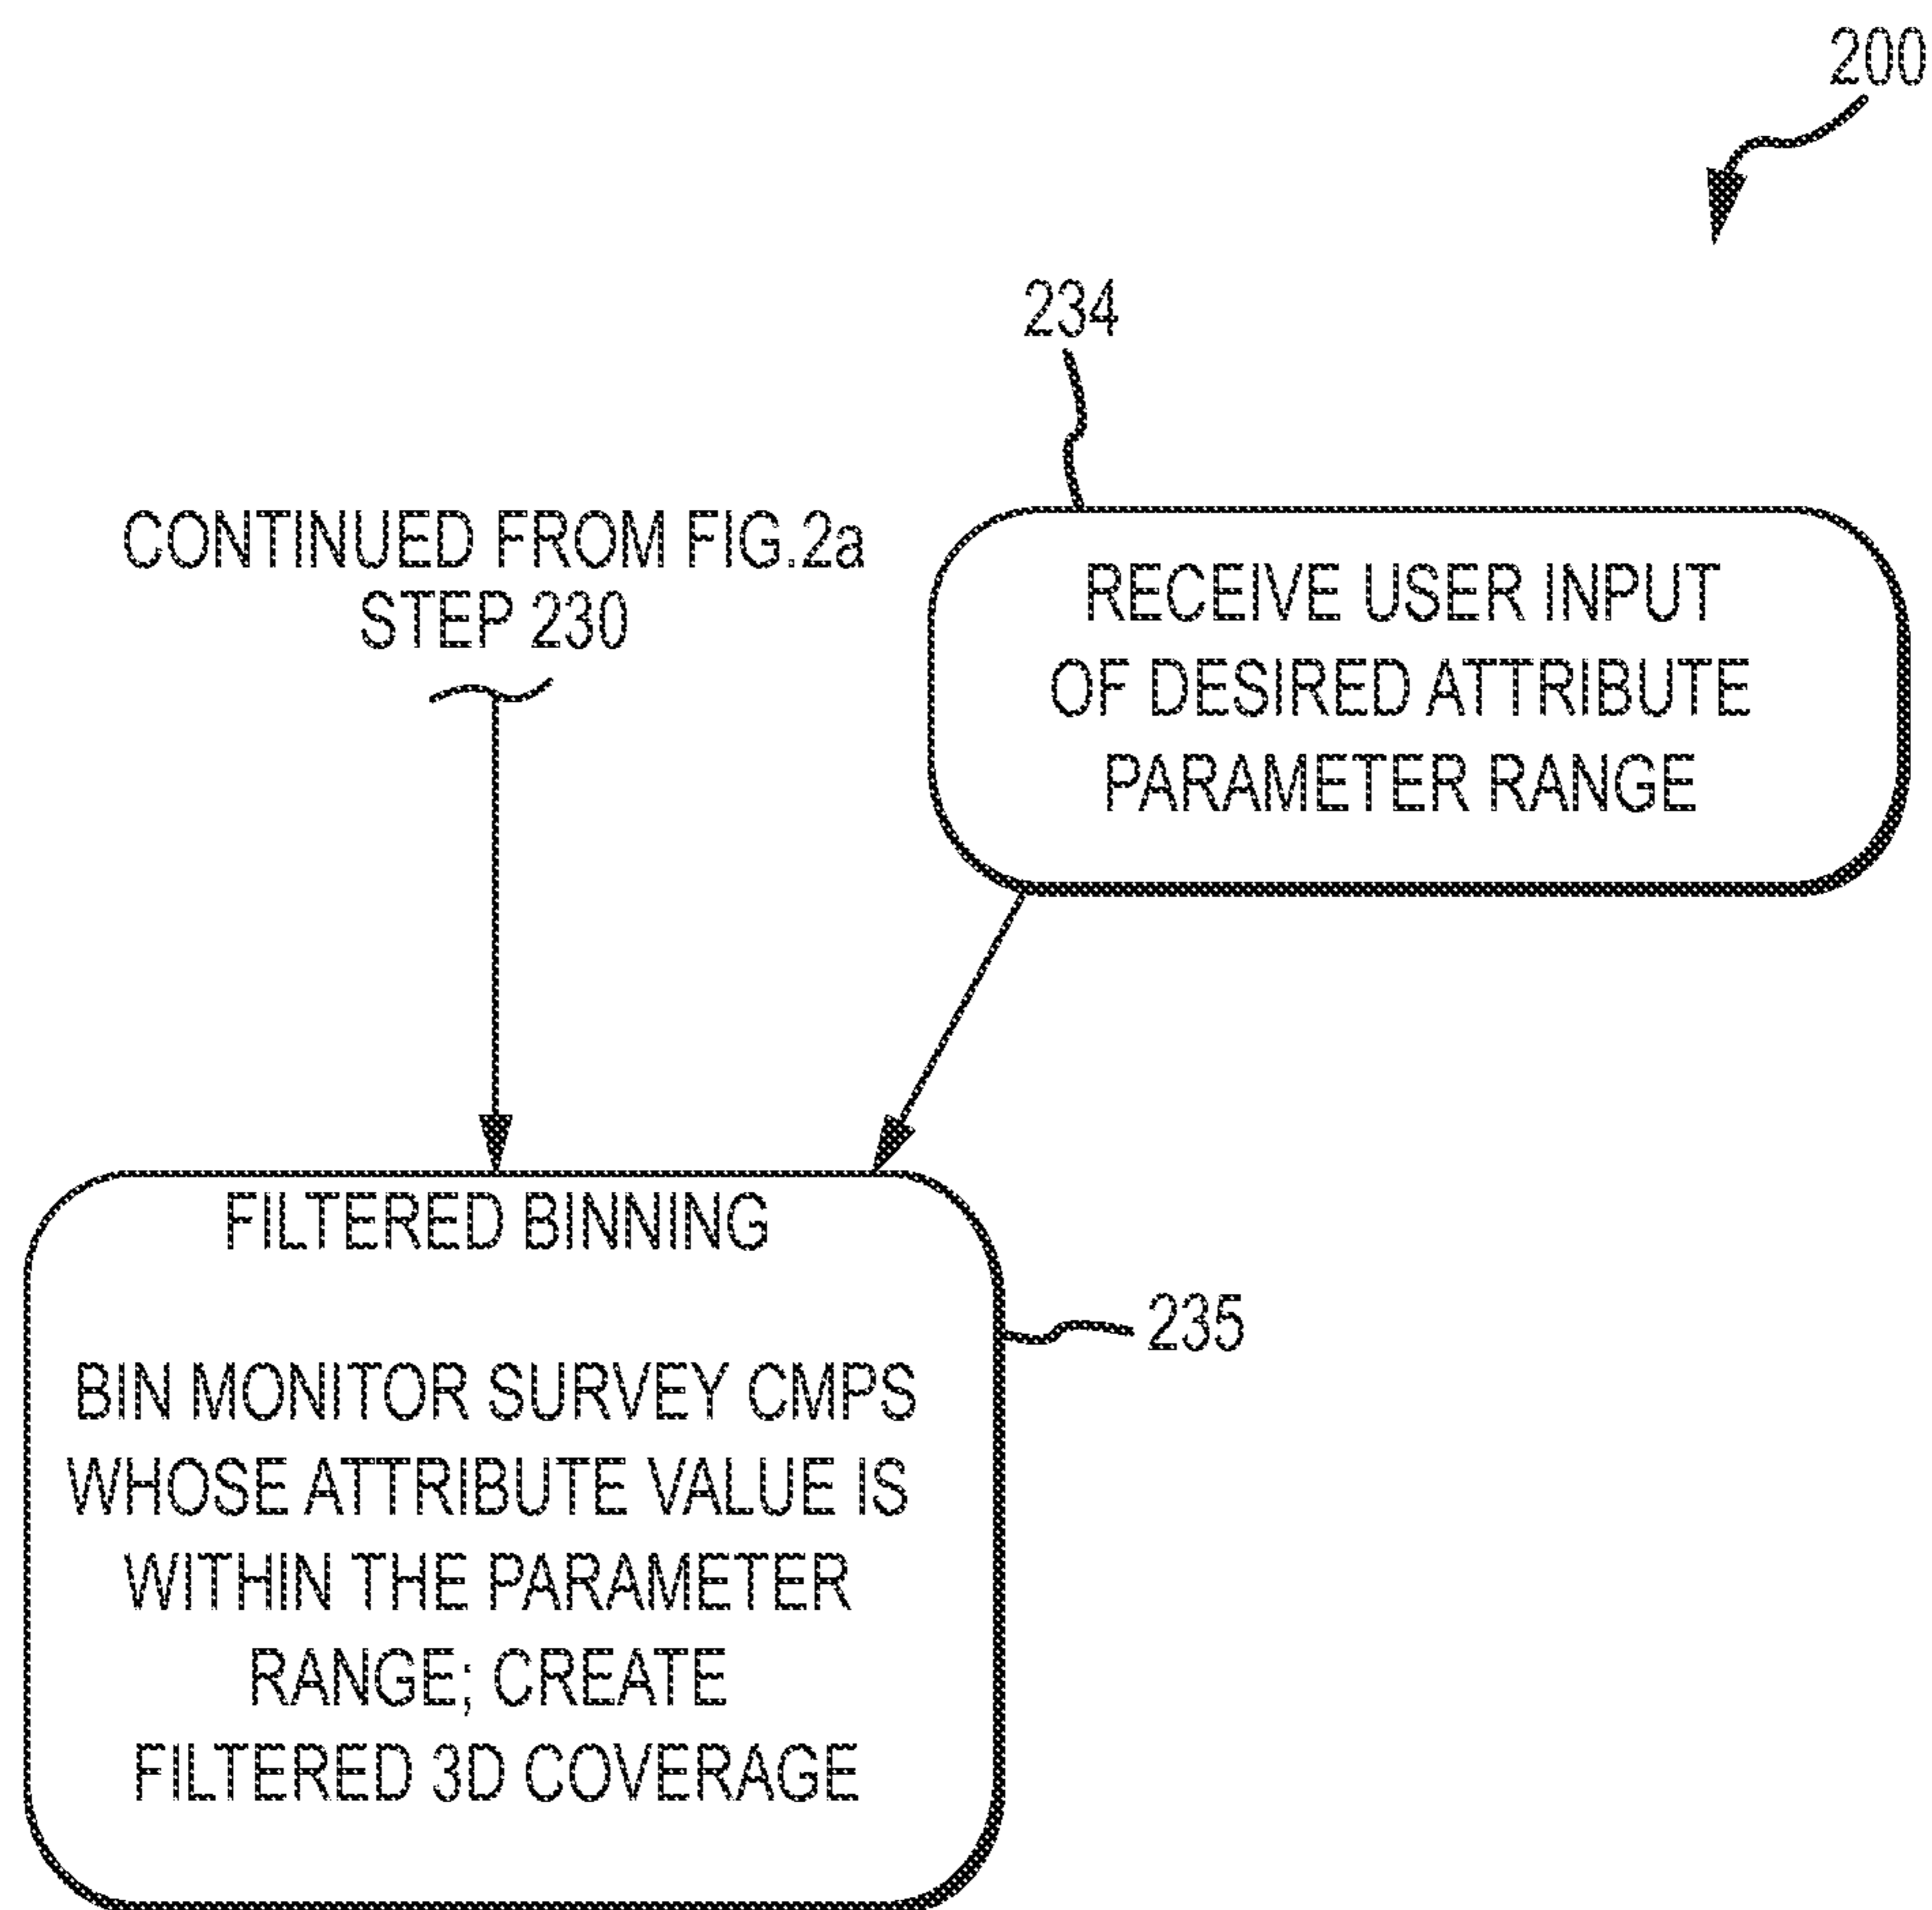 200
234
CONTINUED FROM FIG.2a
STEP 230
RECEIVE USER INPUT
OF DESIRED ATTRIBUTE
PARAMETER RANGE
FILTERED BINNING
235
BIN MONITOR SURVEY CMPS
WHOSE ATTRIBUTE VALUE IS
WITHIN THE PARAMETER
RANGE; CREATE
FILTERED 3D COVERAGE